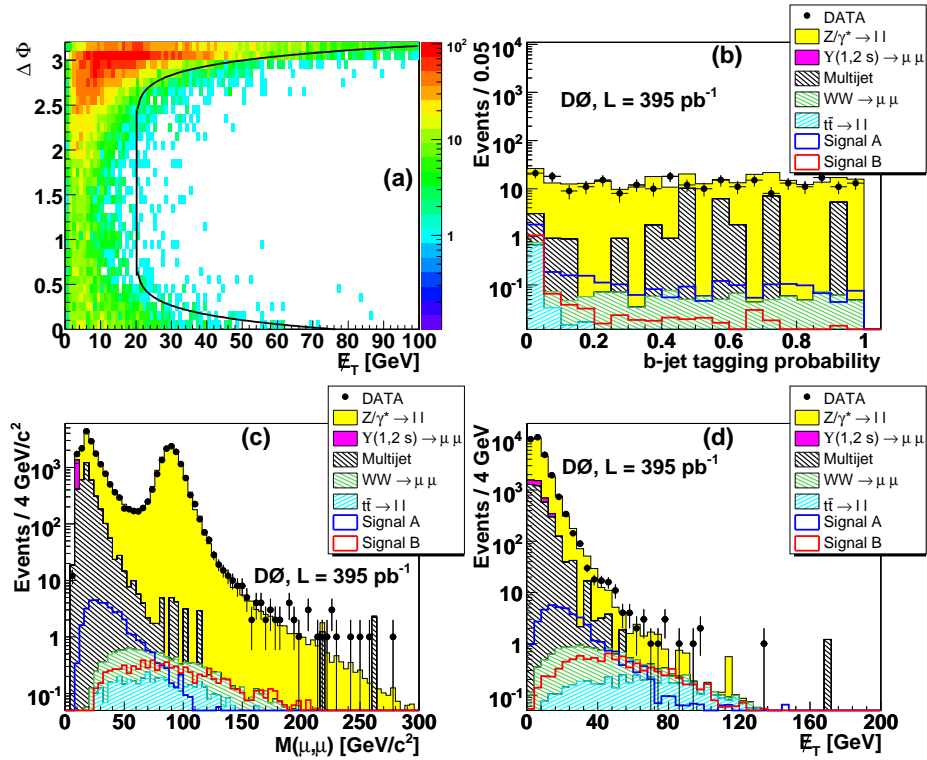 Δ Φ
3
2.5
2
1.5
1
0.5
0
0 10 20 30 40 50 60 70 80 90 100
E̸_T [GeV]
10²
10
1
(a)
Events / 0.05
10⁴
10³
10²
10
1
10⁻¹
0 0.2 0.4 0.6 0.8 1
b-jet tagging probability
(b)
DØ, L = 395 pb⁻¹
DATA
Z/γ* → l l
Υ(1,2 s) → μ μ
Multijet
WW → μ μ
tt̄ → l l
Signal A
Signal B
Events / 4 GeV/c²
10³
10²
10
1
10⁻¹
0 50 100 150 200 250 300
M(μ,μ) [GeV/c²]
(c)
DØ, L = 395 pb⁻¹
DATA
Z/γ* → l l
Υ(1,2 s) → μ μ
Multijet
WW → μ μ
tt̄ → l l
Signal A
Signal B
Events / 4 GeV
10⁴
10³
10²
10
1
10⁻¹
0 40 80 120 160 200
E̸_T [GeV]
(d)
DØ, L = 395 pb⁻¹
DATA
Z/γ* → l l
Υ(1,2 s) → μ μ
Multijet
WW → μ μ
tt̄ → l l
Signal A
Signal B